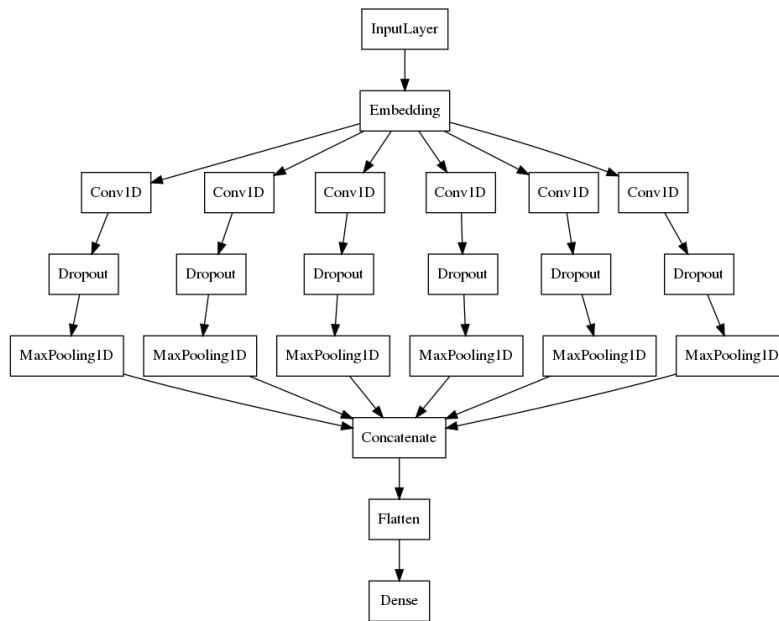 InputLayer
Embedding
Conv1D
Conv1D
Conv1D
Conv1D
Conv1D
Conv1D
Dropout
Dropout
Dropout
Dropout
Dropout
Dropout
MaxPooling1D
MaxPooling1D
MaxPooling1D
MaxPooling1D
MaxPooling1D
MaxPooling1D
Concatenate
Flatten
Dense